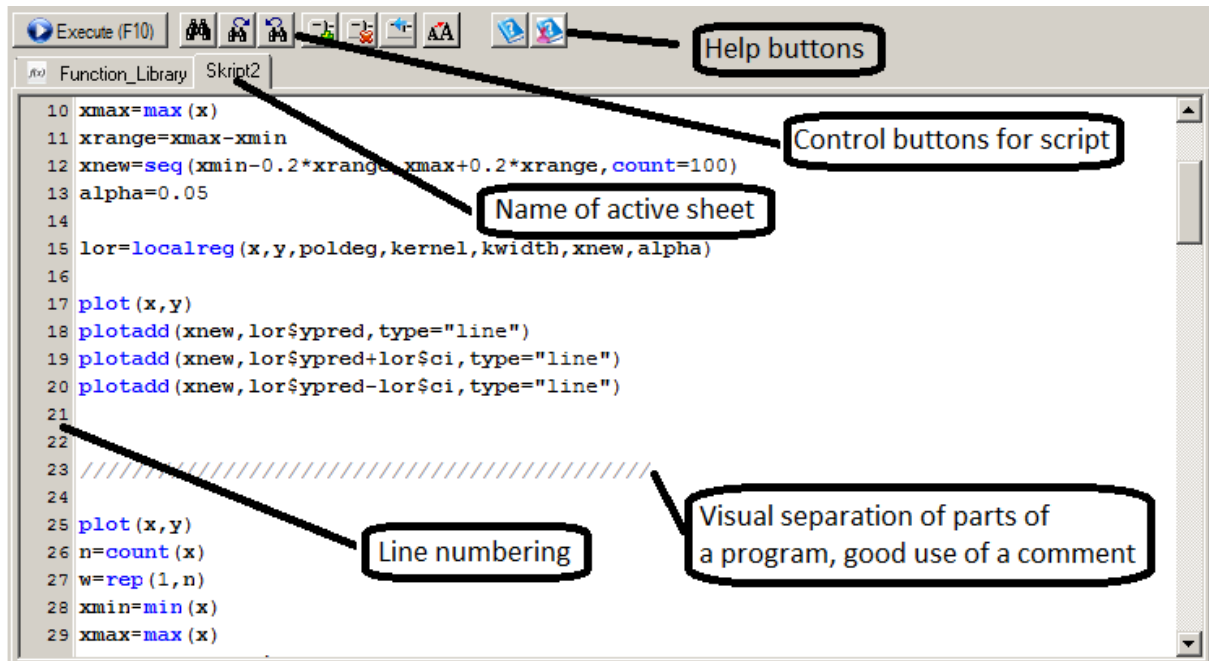 Execute (F10)
Help buttons
f(x) Function_Library Skript2
10 xmax=max(x)
Control buttons for script
11 xrange=xmax-xmin
12 xnew=seq(xmin-0.2*xrange,xmax+0.2*xrange,count=100)
13 alpha=0.05
Name of active sheet
14
15 lor=localreg(x,y,poldeg,kernel,kwidth,xnew,alpha)
16
17 plot(x,y)
18 plotadd(xnew,lor$ypred,type="line")
19 plotadd(xnew,lor$ypred+lor$ci,type="line")
20 plotadd(xnew,lor$ypred-lor$ci,type="line")
21
22
23 ////////////////////////////////////////////
24
Visual separation of parts of
a program, good use of a comment
25 plot(x,y)
26 n=count(x)
Line numbering
27 w=rep(1,n)
28 xmin=min(x)
29 xmax=max(x)